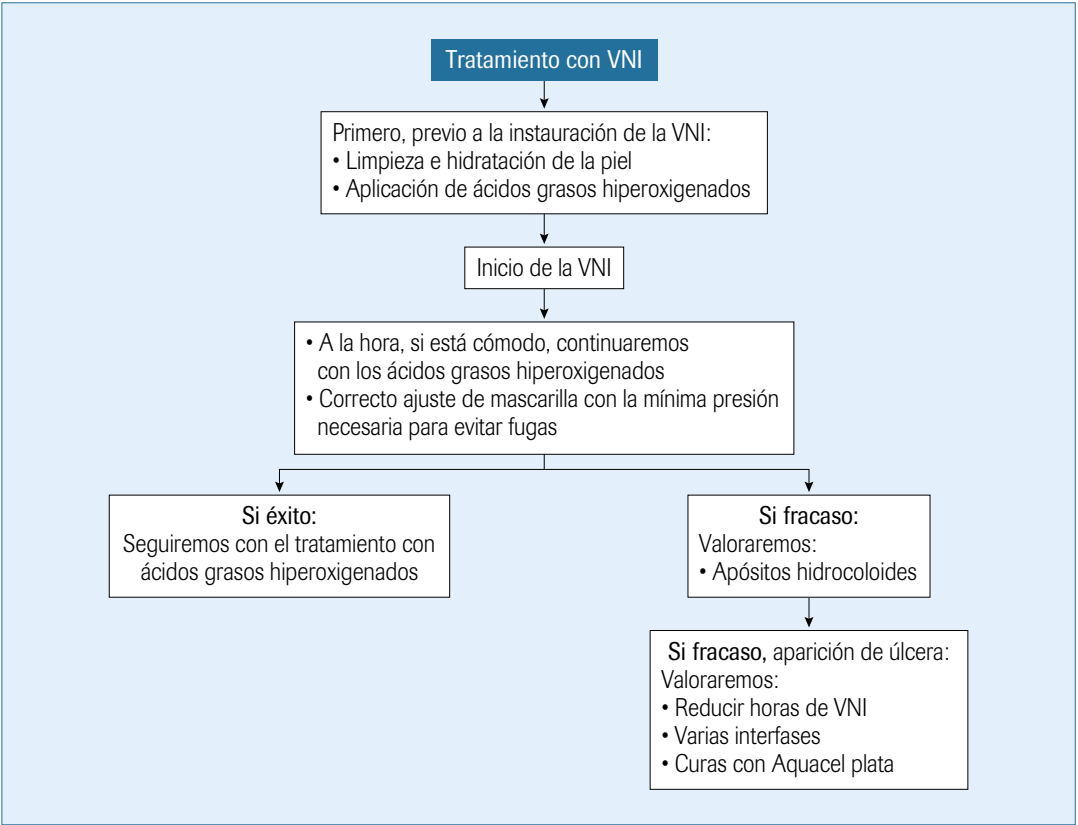 Tratamiento con VNI
Primero, previo a la instauración de la VNI:
• Limpieza e hidratación de la piel
• Aplicación de ácidos grasos hiperoxigenados
Inicio de la VNI
• A la hora, si está cómodo, continuaremos
con los ácidos grasos hiperoxigenados
• Correcto ajuste de mascarilla con la mínima presión
necesaria para evitar fugas
Si éxito:
Seguiremos con el tratamiento con
ácidos grasos hiperoxigenados
Si fracaso:
Valoraremos:
• Apósitos hidrocoloides
Si fracaso, aparición de úlcera:
Valoraremos:
• Reducir horas de VNI
• Varias interfases
• Curas con Aquacel plata